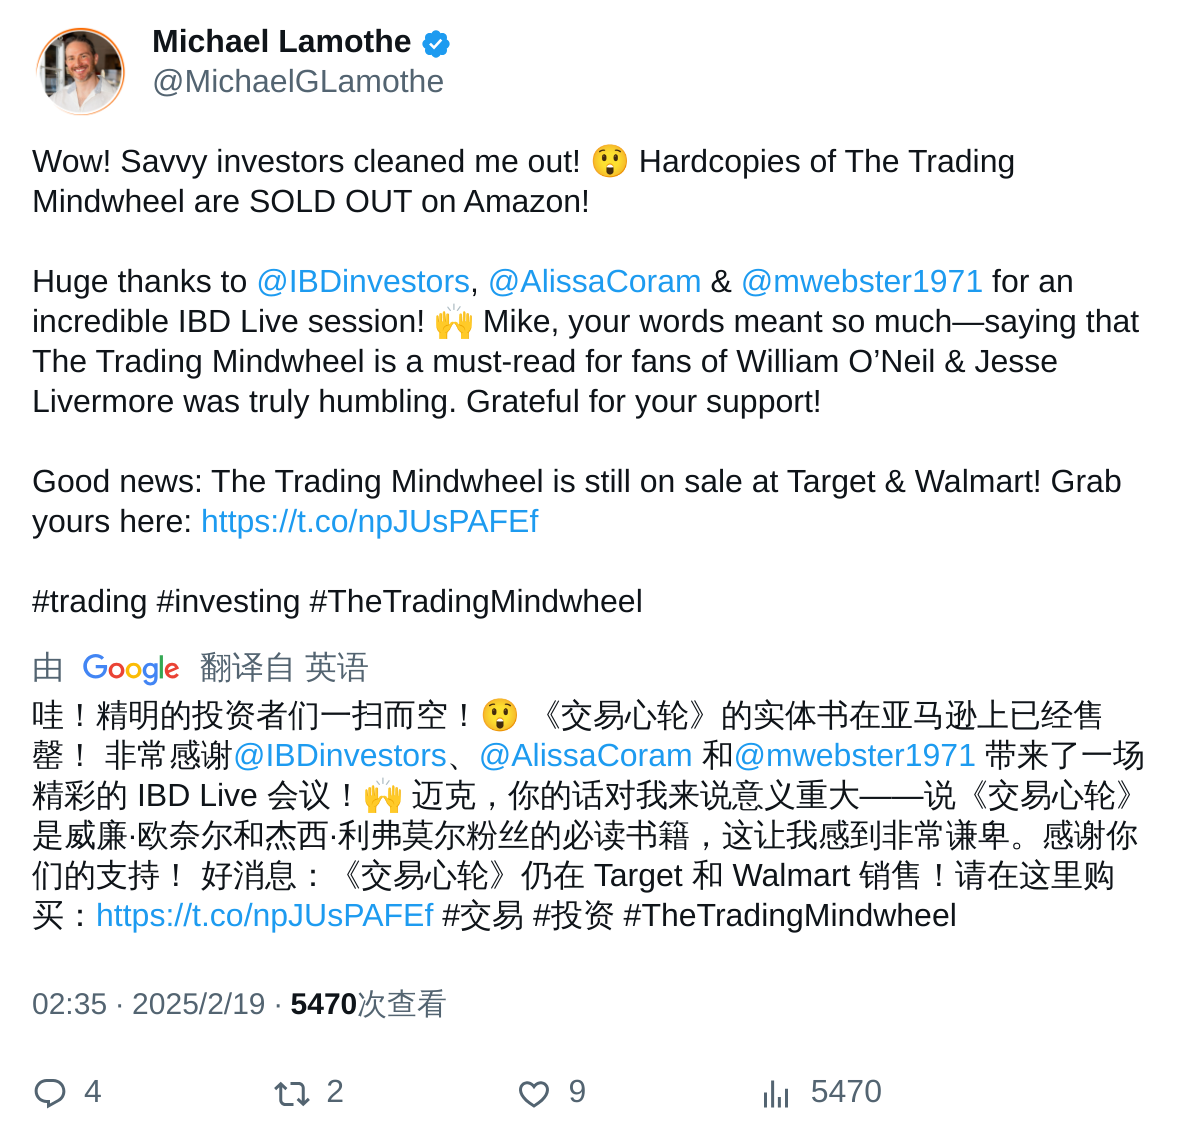 Michael Lamothe
@MichaelGLamothe
Wow! Savvy investors cleaned me out! 😲 Hardcopies of The Trading
Mindwheel are SOLD OUT on Amazon!
Huge thanks to @IBDinvestors, @AlissaCoram & @mwebster1971 for an
incredible IBD Live session! 🙌 Mike, your words meant so much—saying that
The Trading Mindwheel is a must-read for fans of William O’Neil & Jesse
Livermore was truly humbling. Grateful for your support!
Good news: The Trading Mindwheel is still on sale at Target & Walmart! Grab
yours here: https://t.co/npJUsPAFEf
#trading #investing #TheTradingMindwheel
由 Google 翻译自 英语
哇！精明的投资者们一扫而空！😲 《交易心轮》的实体书在亚马逊上已经售
罄！ 非常感谢@IBDinvestors、@AlissaCoram 和@mwebster1971 带来了一场
精彩的 IBD Live 会议！🙌 迈克，你的话对我来说意义重大——说《交易心轮》
是威廉·欧奈尔和杰西·利弗莫尔粉丝的必读书籍，这让我感到非常谦卑。感谢你
们的支持！ 好消息：《交易心轮》仍在 Target 和 Walmart 销售！请在这里购
买：https://t.co/npJUsPAFEf #交易 #投资 #TheTradingMindwheel
02:35 · 2025/2/19 · 5470次查看
4 2 9 5470